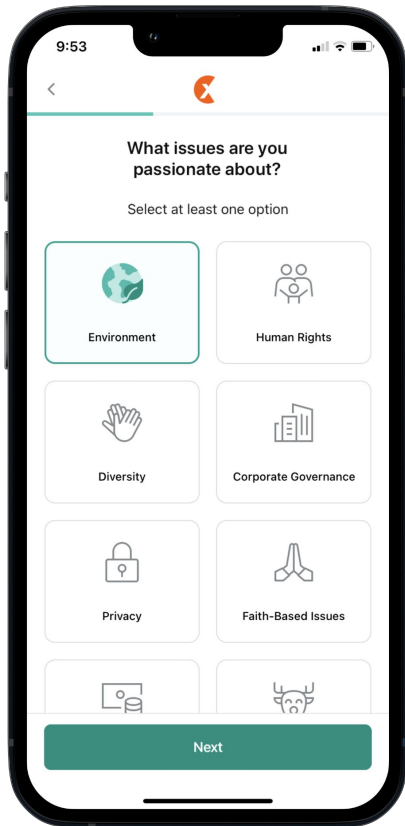 9:53
What issues are you
passionate about?
Select at least one option
Environment
Human Rights
Diversity
Corporate Governance
Privacy
Faith-Based Issues
Next